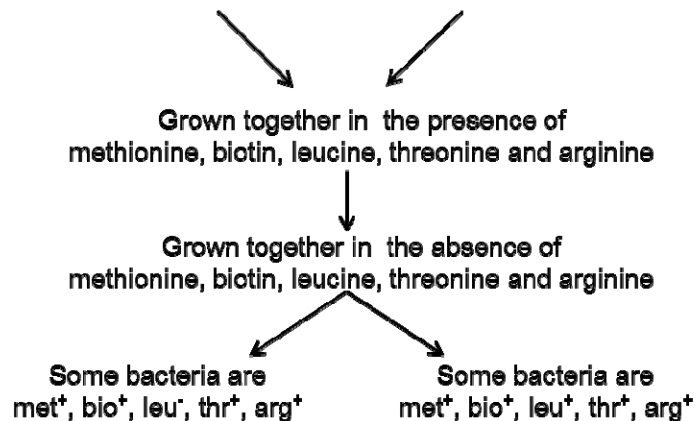 Grown together in the presence of
methionine, biotin, leucine, threonine and arginine
Grown together in the absence of
methionine, biotin, leucine, threonine and arginine
Some bacteria are
met⁺, bio⁺, leu⁻, thr⁺, arg⁺
Some bacteria are
met⁺, bio⁺, leu⁺, thr⁺, arg⁺